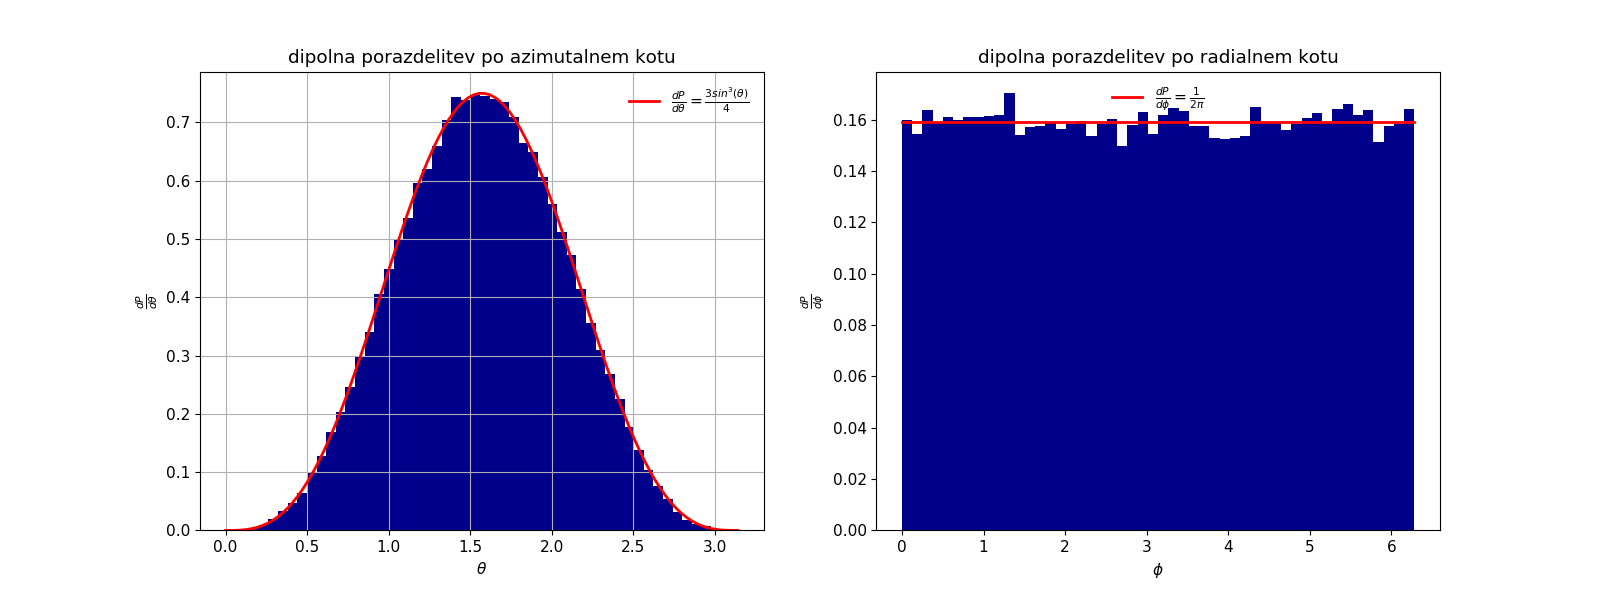 dipolna porazdelitev po azimutalnem kotu
dP/dθ = 3sin³(θ)/4
dP/dθ
0.7
0.6
0.5
0.4
0.3
0.2
0.1
0.0
0.0 0.5 1.0 1.5 2.0 2.5 3.0
θ
dipolna porazdelitev po radialnem kotu
dP/dϕ = 1/2π
dP/dϕ
0.16
0.14
0.12
0.10
0.08
0.06
0.04
0.02
0.00
0 1 2 3 4 5 6
ϕ